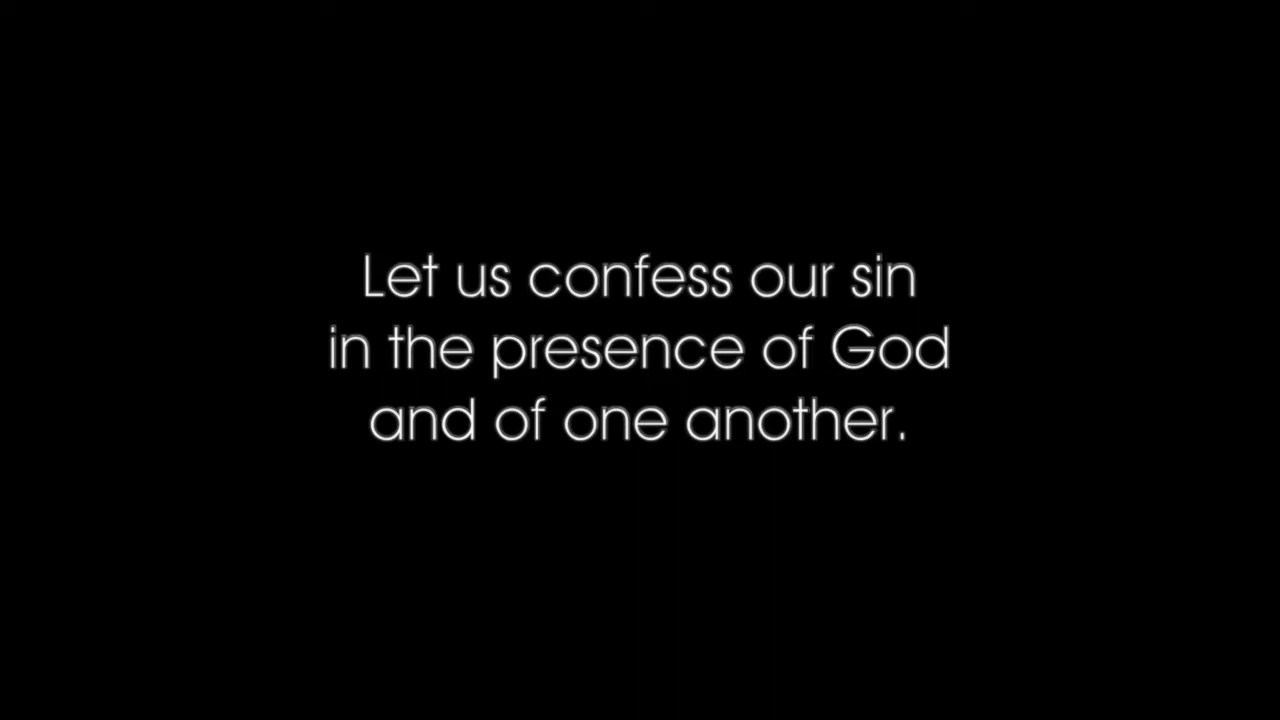 Let us confess our sin
in the presence of God
and of one another.